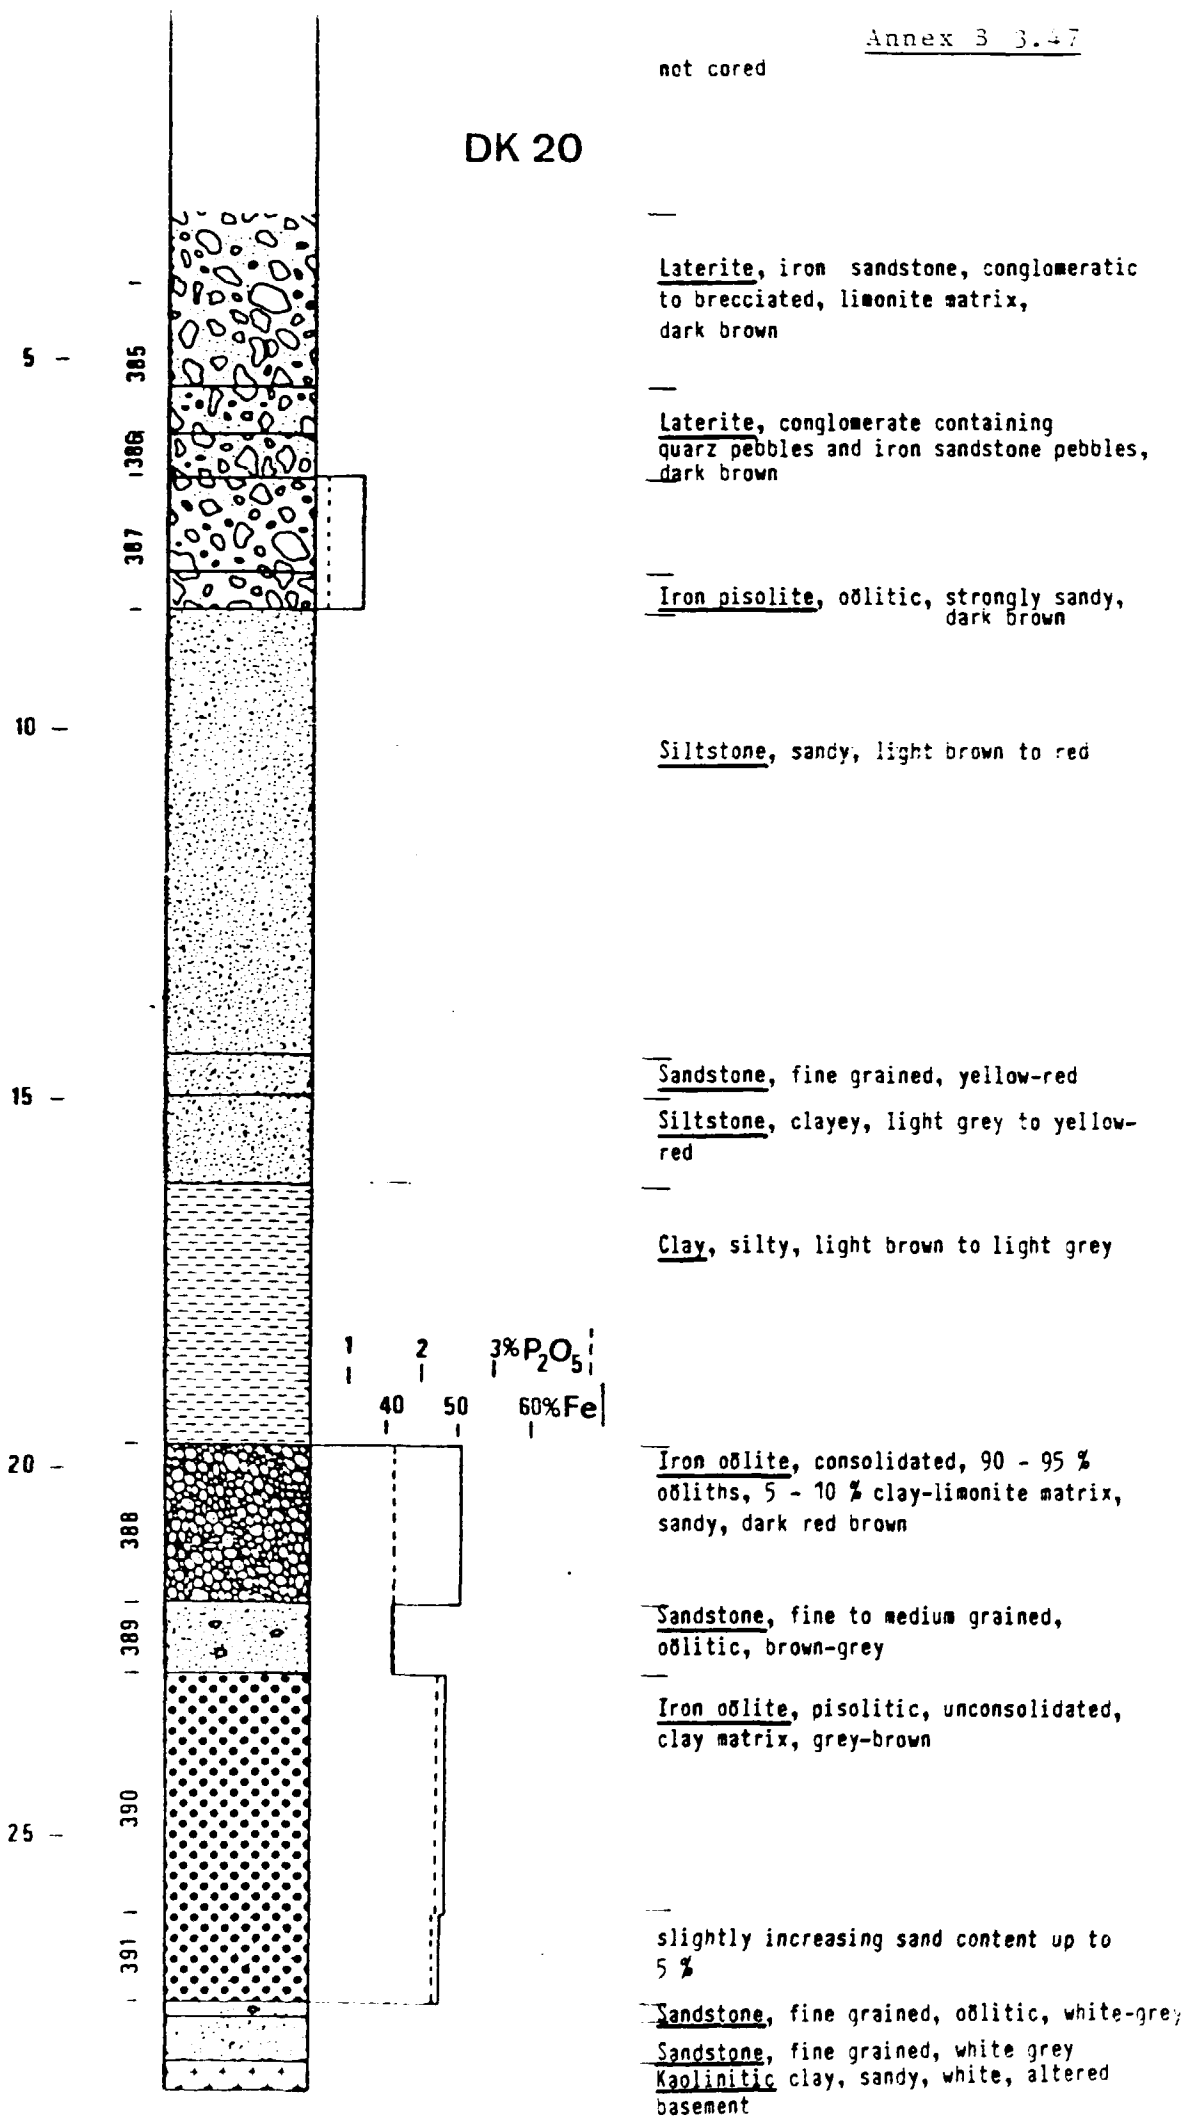 Annex B 3.47
not cored
DK 20
Laterite, iron sandstone, conglomeratic
to brecciated, limonite matrix,
dark brown
5
385
Laterite, conglomerate containing
quarz pebbles and iron sandstone pebbles,
dark brown
386
387
Iron pisolite, oölitic, strongly sandy,
dark brown
10
Siltstone, sandy, light brown to red
Sandstone, fine grained, yellow-red
15
Siltstone, clayey, light grey to yellow-
red
Clay, silty, light brown to light grey
1 2 3% P₂O₅
40 50 60% Fe
20
Iron oölite, consolidated, 90 - 95 %
oöliths, 5 - 10 % clay-limonite matrix,
sandy, dark red brown
388
Sandstone, fine to medium grained,
oölitic, brown-grey
389
Iron oölite, pisolitic, unconsolidated,
clay matrix, grey-brown
390
25
slightly increasing sand content up to
5 %
391
Sandstone, fine grained, oölitic, white-grey
Sandstone, fine grained, white grey
Kaolinitic clay, sandy, white, altered
basement